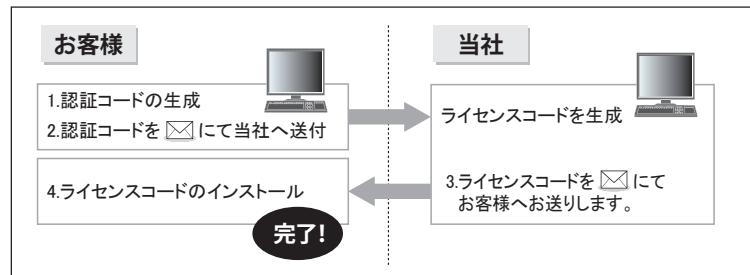 お客様
当社
1.認証コードの生成
2.認証コードを にて当社へ送付
ライセンスコードを生成
3.ライセンスコードを にて
お客様へお送りします。
4.ライセンスコードのインストール
完了!